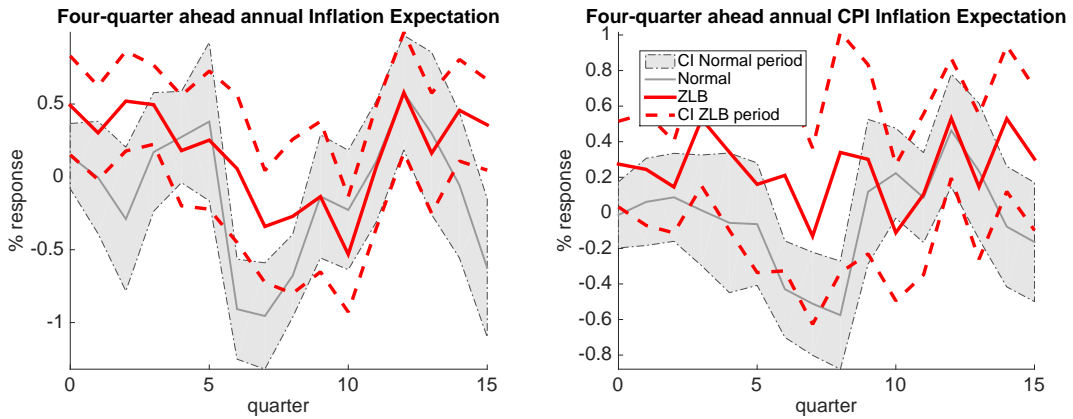 Four-quarter ahead annual Inflation Expectation
% response
0.5
0
-0.5
-1
0
5
10
15
quarter
Four-quarter ahead annual CPI Inflation Expectation
% response
1
0.8
0.6
0.4
0.2
0
-0.2
-0.4
-0.6
-0.8
CI Normal period
Normal
ZLB
CI ZLB period
0
5
10
15
quarter